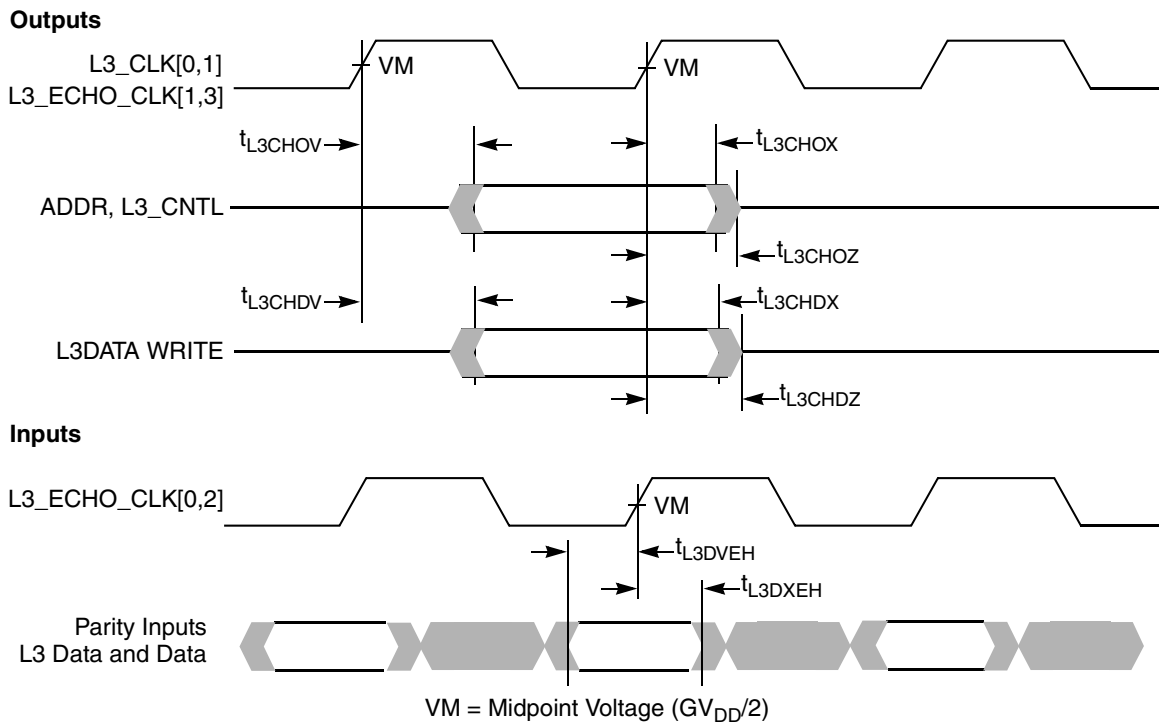 Outputs
L3_CLK[0,1]
VM
VM
L3_ECHO_CLK[1,3]
tL3CHOV
tL3CHOX
ADDR, L3_CNTL
tL3CHOZ
tL3CHDV
tL3CHDX
L3DATA WRITE
tL3CHDZ
Inputs
L3_ECHO_CLK[0,2]
VM
tL3DVEH
tL3DXEH
Parity Inputs
L3 Data and Data
VM = Midpoint Voltage (GVDD/2)